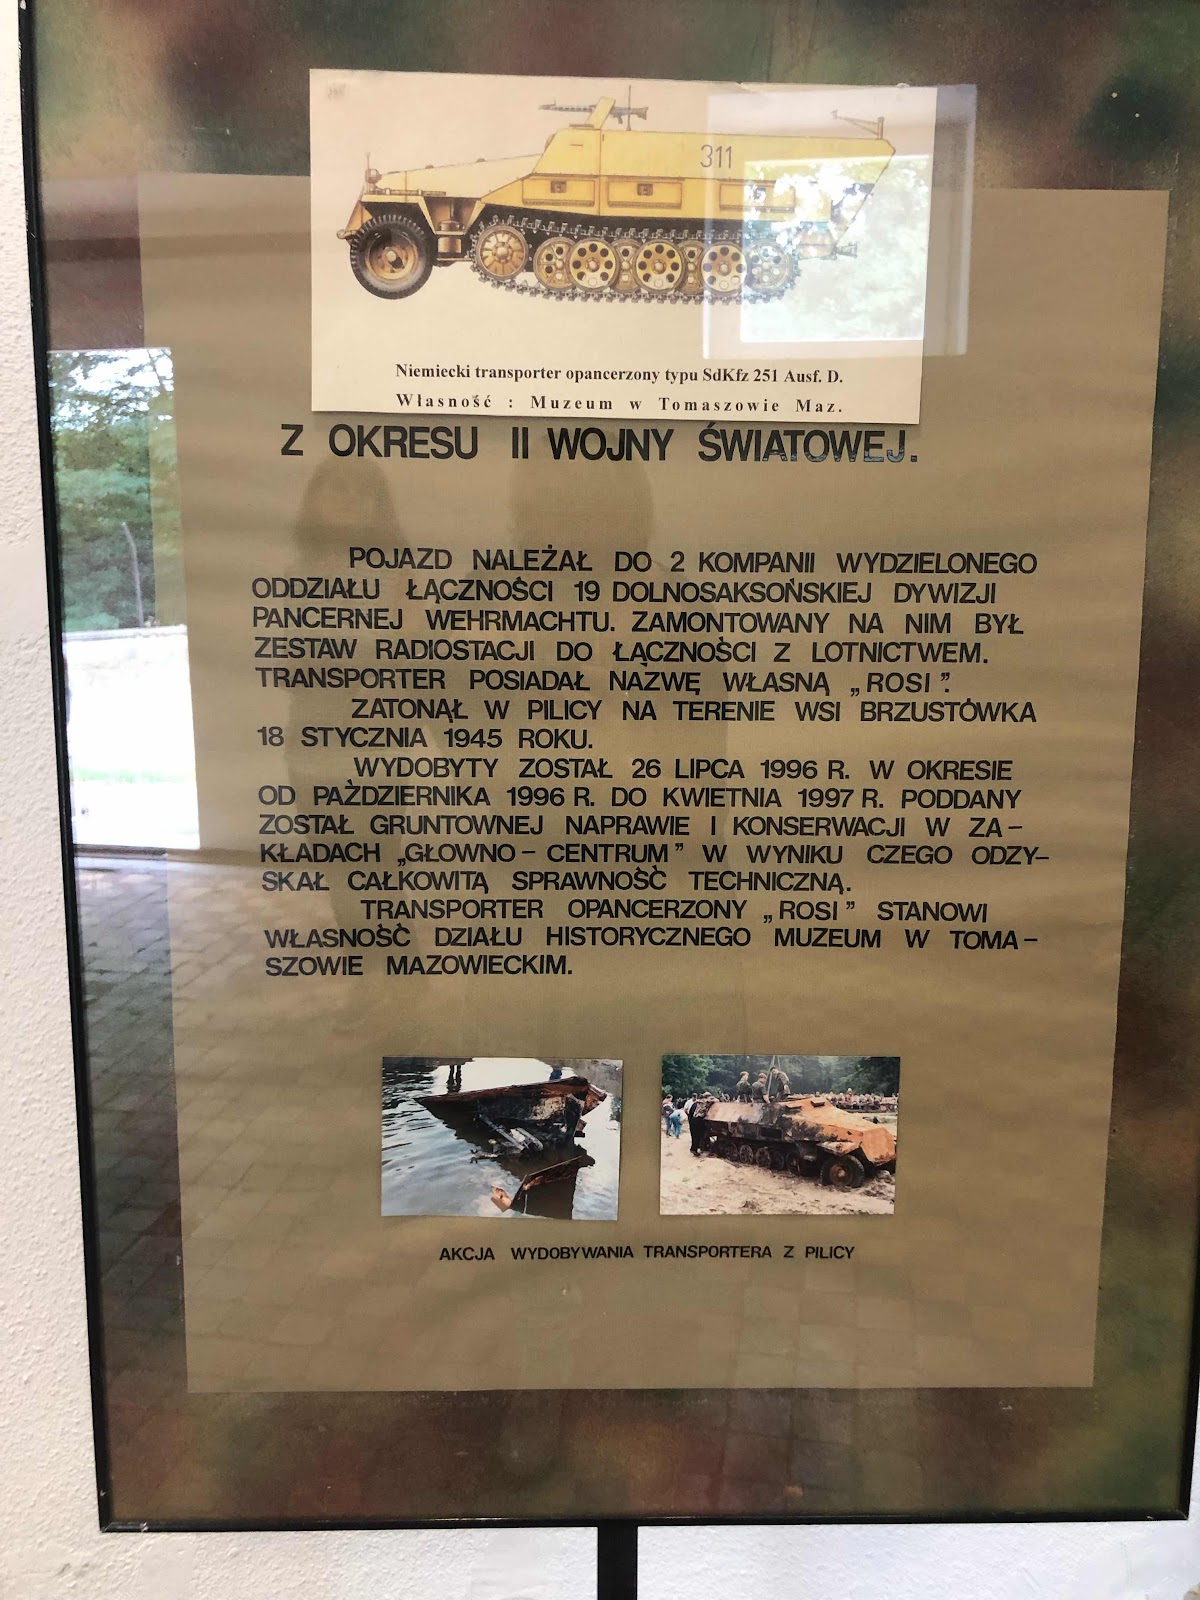 311
Niemiecki transporter opancerzony typu SdKfz 251 Ausf. D.
Własność : Muzeum w Tomaszowie Maz.
Z OKRESU II WOJNY ŚWIATOWEJ.
POJAZD NALEŻAŁ DO 2 KOMPANII WYDZIELONEGO
ODDZIAŁU ŁĄCZNOŚCI 19 DOLNOSAKSOŃSKIEJ DYWIZJI
PANCERNEJ WEHRMACHTU. ZAMONTOWANY NA NIM BYŁ
ZESTAW RADIOSTACJI DO ŁĄCZNOŚCI Z LOTNICTWEM.
TRANSPORTER POSIADAŁ NAZWĘ WŁASNĄ „ROSI”.
ZATONĄŁ W PILICY NA TERENIE WSI BRZUSTÓWKA
18 STYCZNIA 1945 ROKU.
WYDOBYTY ZOSTAŁ 26 LIPCA 1996 R. W OKRESIE
OD PAŹDZIERNIKA 1996 R. DO KWIETNIA 1997 R. PODDANY
ZOSTAŁ GRUNTOWNEJ NAPRAWIE I KONSERWACJI W ZA-
KŁADACH „GŁOWNO-CENTRUM” W WYNIKU CZEGO ODZY-
SKAŁ CAŁKOWITĄ SPRAWNOŚĆ TECHNICZNĄ.
TRANSPORTER OPANCERZONY „ROSI” STANOWI
WŁASNOŚĆ DZIAŁU HISTORYCZNEGO MUZEUM W TOMA-
SZOWIE MAZOWIECKIM.
AKCJA WYDOBYWANIA TRANSPORTERA Z PILICY